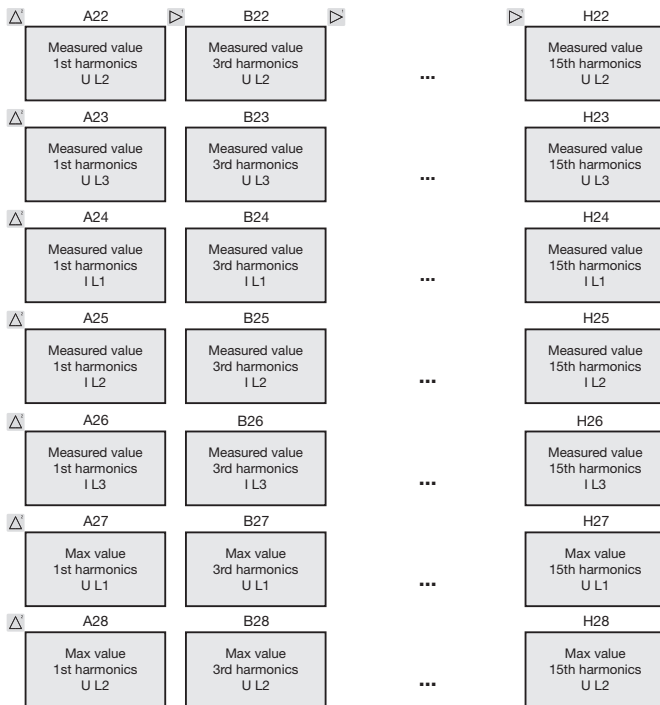 A22 B22 H22
Measured value Measured value Measured value
1st harmonics 3rd harmonics ... 15th harmonics
U L2 U L2 U L2
A23 B23 H23
Measured value Measured value Measured value
1st harmonics 3rd harmonics ... 15th harmonics
U L3 U L3 U L3
A24 B24 H24
Measured value Measured value Measured value
1st harmonics 3rd harmonics ... 15th harmonics
I L1 I L1 I L1
A25 B25 H25
Measured value Measured value Measured value
1st harmonics 3rd harmonics ... 15th harmonics
I L2 I L2 I L2
A26 B26 H26
Measured value Measured value Measured value
1st harmonics 3rd harmonics ... 15th harmonics
I L3 I L3 I L3
A27 B27 H27
Max value Max value Max value
1st harmonics 3rd harmonics ... 15th harmonics
U L1 U L1 U L1
A28 B28 H28
Max value Max value Max value
1st harmonics 3rd harmonics ... 15th harmonics
U L2 U L2 U L2